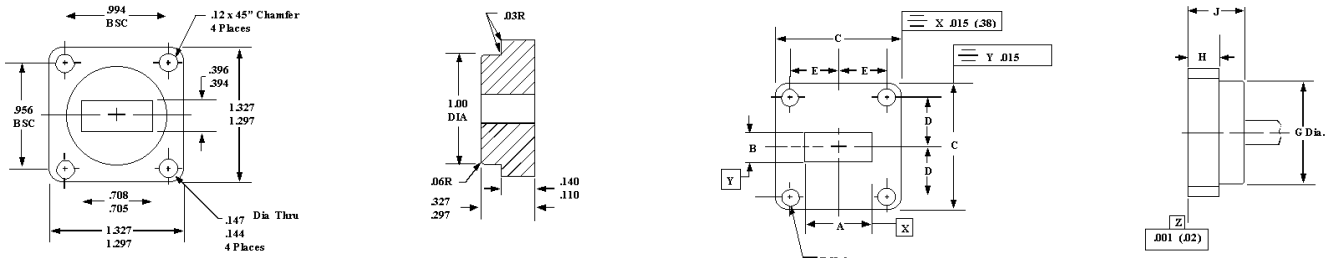 .994
BSC
.12 x 45" Chamfer
4 Places
.396
.394
.956
BSC
1.327
1.297
.708
.705
1.327
1.297
.147 Dia Thru
.144
4 Places
.03R
1.00
DIA
.06R
.327
.297
.140
.110
X .015 (.38)
C
Y .015
E
E
D
B
C
D
Y
A
X
J
H
G Dia.
Z
.001 (.02)